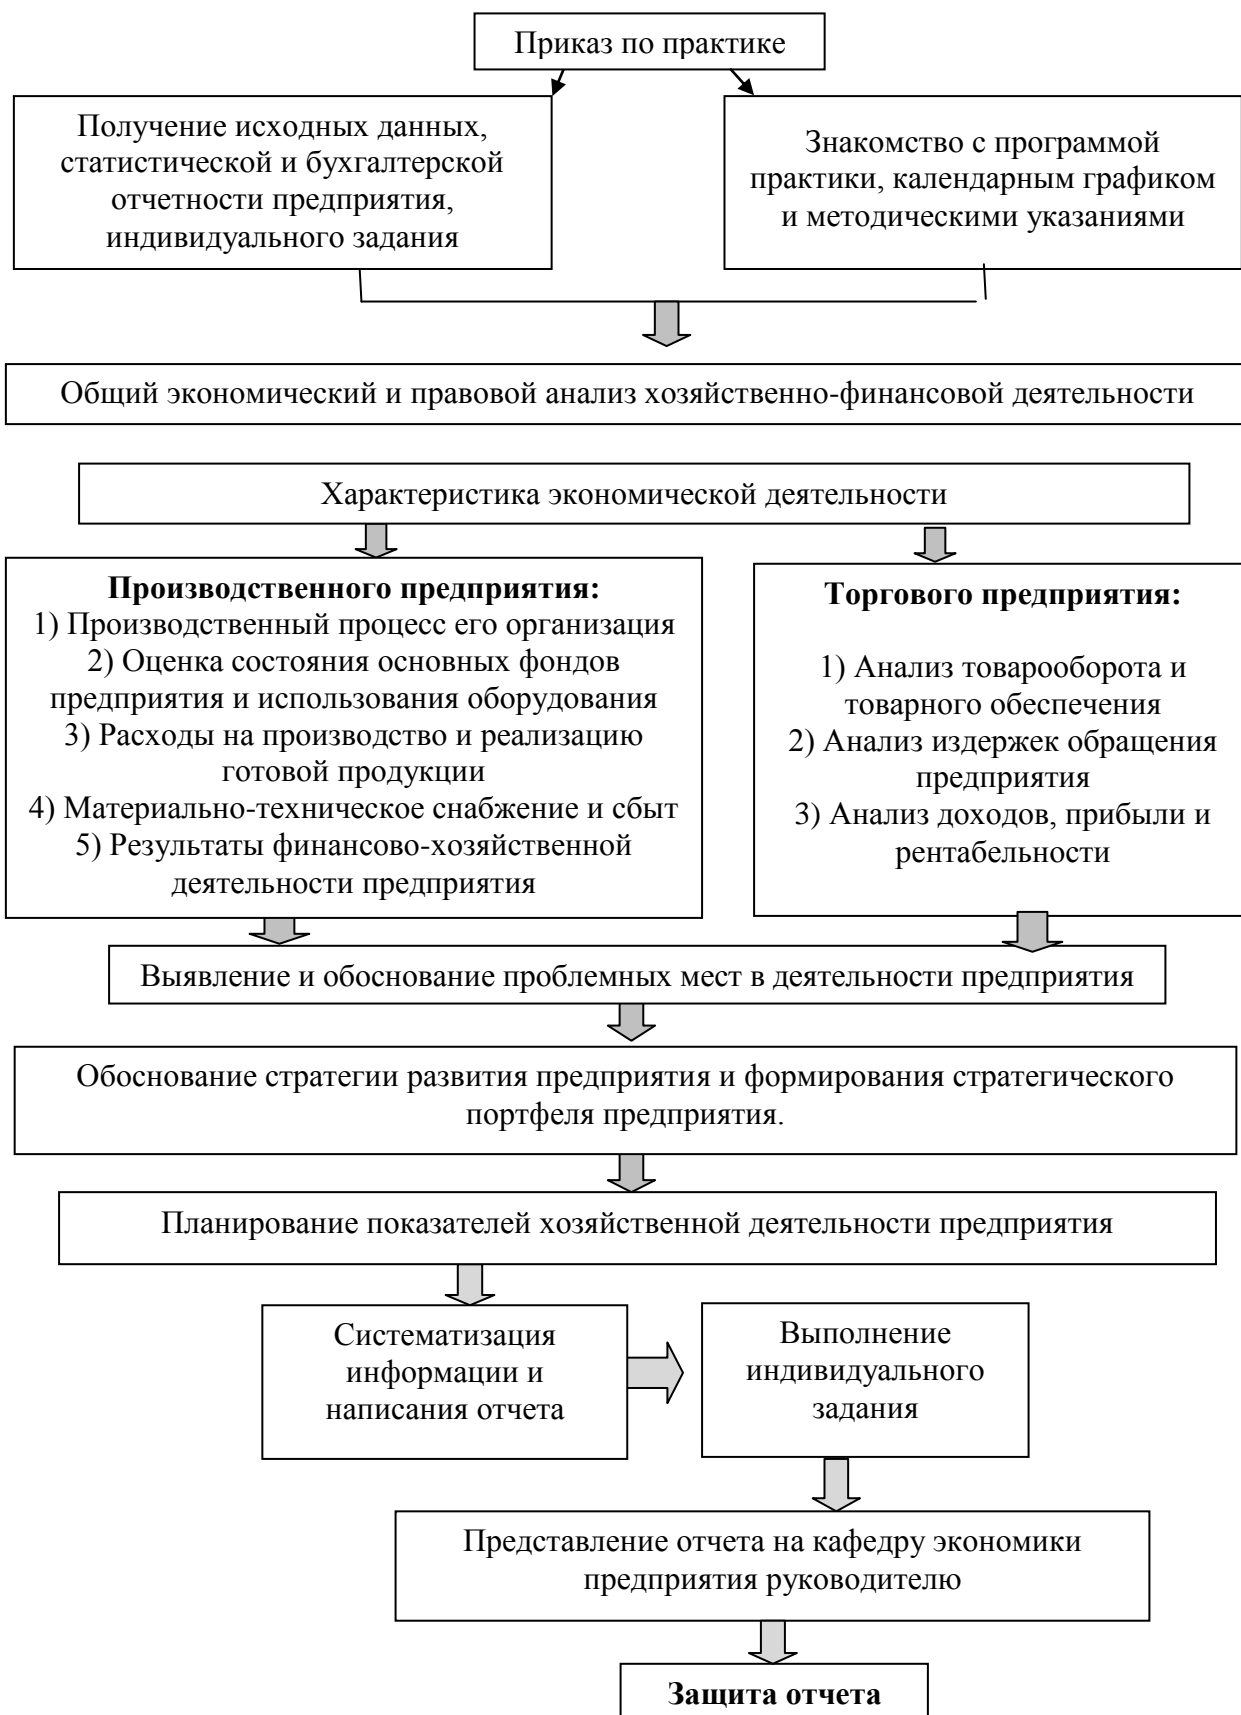 Приказ по практике
Получение исходных данных,
статистической и бухгалтерской
отчетности предприятия,
индивидуального задания
Знакомство с программой
практики, календарным графиком
и методическими указаниями
Общий экономический и правовой анализ хозяйственно-финансовой деятельности
Характеристика экономической деятельности
Производственного предприятия:
1) Производственный процесс его организация
2) Оценка состояния основных фондов
предприятия и использования оборудования
3) Расходы на производство и реализацию
готовой продукции
4) Материально-техническое снабжение и сбыт
5) Результаты финансово-хозяйственной
деятельности предприятия
Торгового предприятия:
1) Анализ товарооборота и
товарного обеспечения
2) Анализ издержек обращения
предприятия
3) Анализ доходов, прибыли и
рентабельности
Выявление и обоснование проблемных мест в деятельности предприятия
Обоснование стратегии развития предприятия и формирования стратегического
портфеля предприятия.
Планирование показателей хозяйственной деятельности предприятия
Систематизация
информации и
написания отчета
Выполнение
индивидуального
задания
Представление отчета на кафедру экономики
предприятия руководителю
Защита отчета